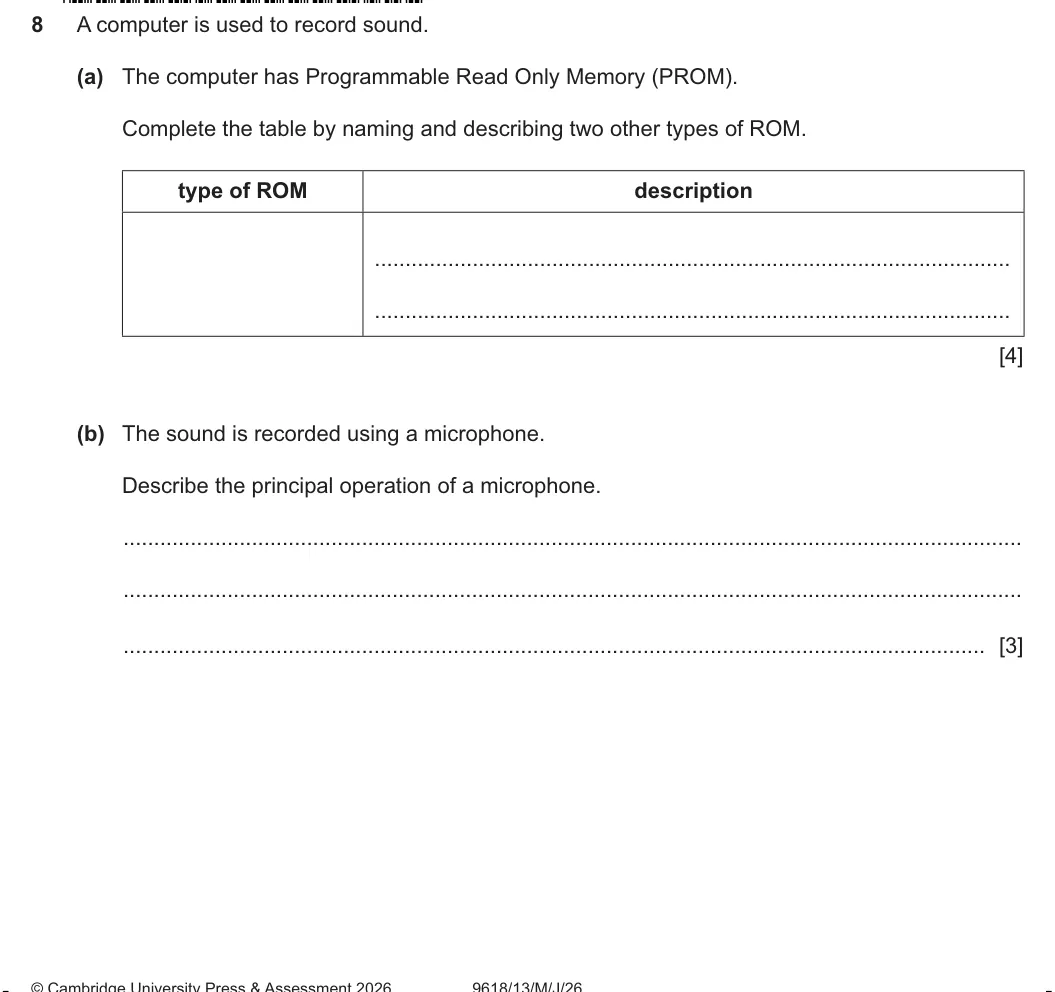 8 A computer is used to record sound.
(a) The computer has Programmable Read Only Memory (PROM).
Complete the table by naming and describing two other types of ROM.
type of ROM description
................................................................................................
................................................................................................
[4]
(b) The sound is recorded using a microphone.
Describe the principal operation of a microphone.
................................................................................................
................................................................................................
................................................................................................ [3]
© Cambridge University Press & Assessment 2026 9618/13/M/J/26